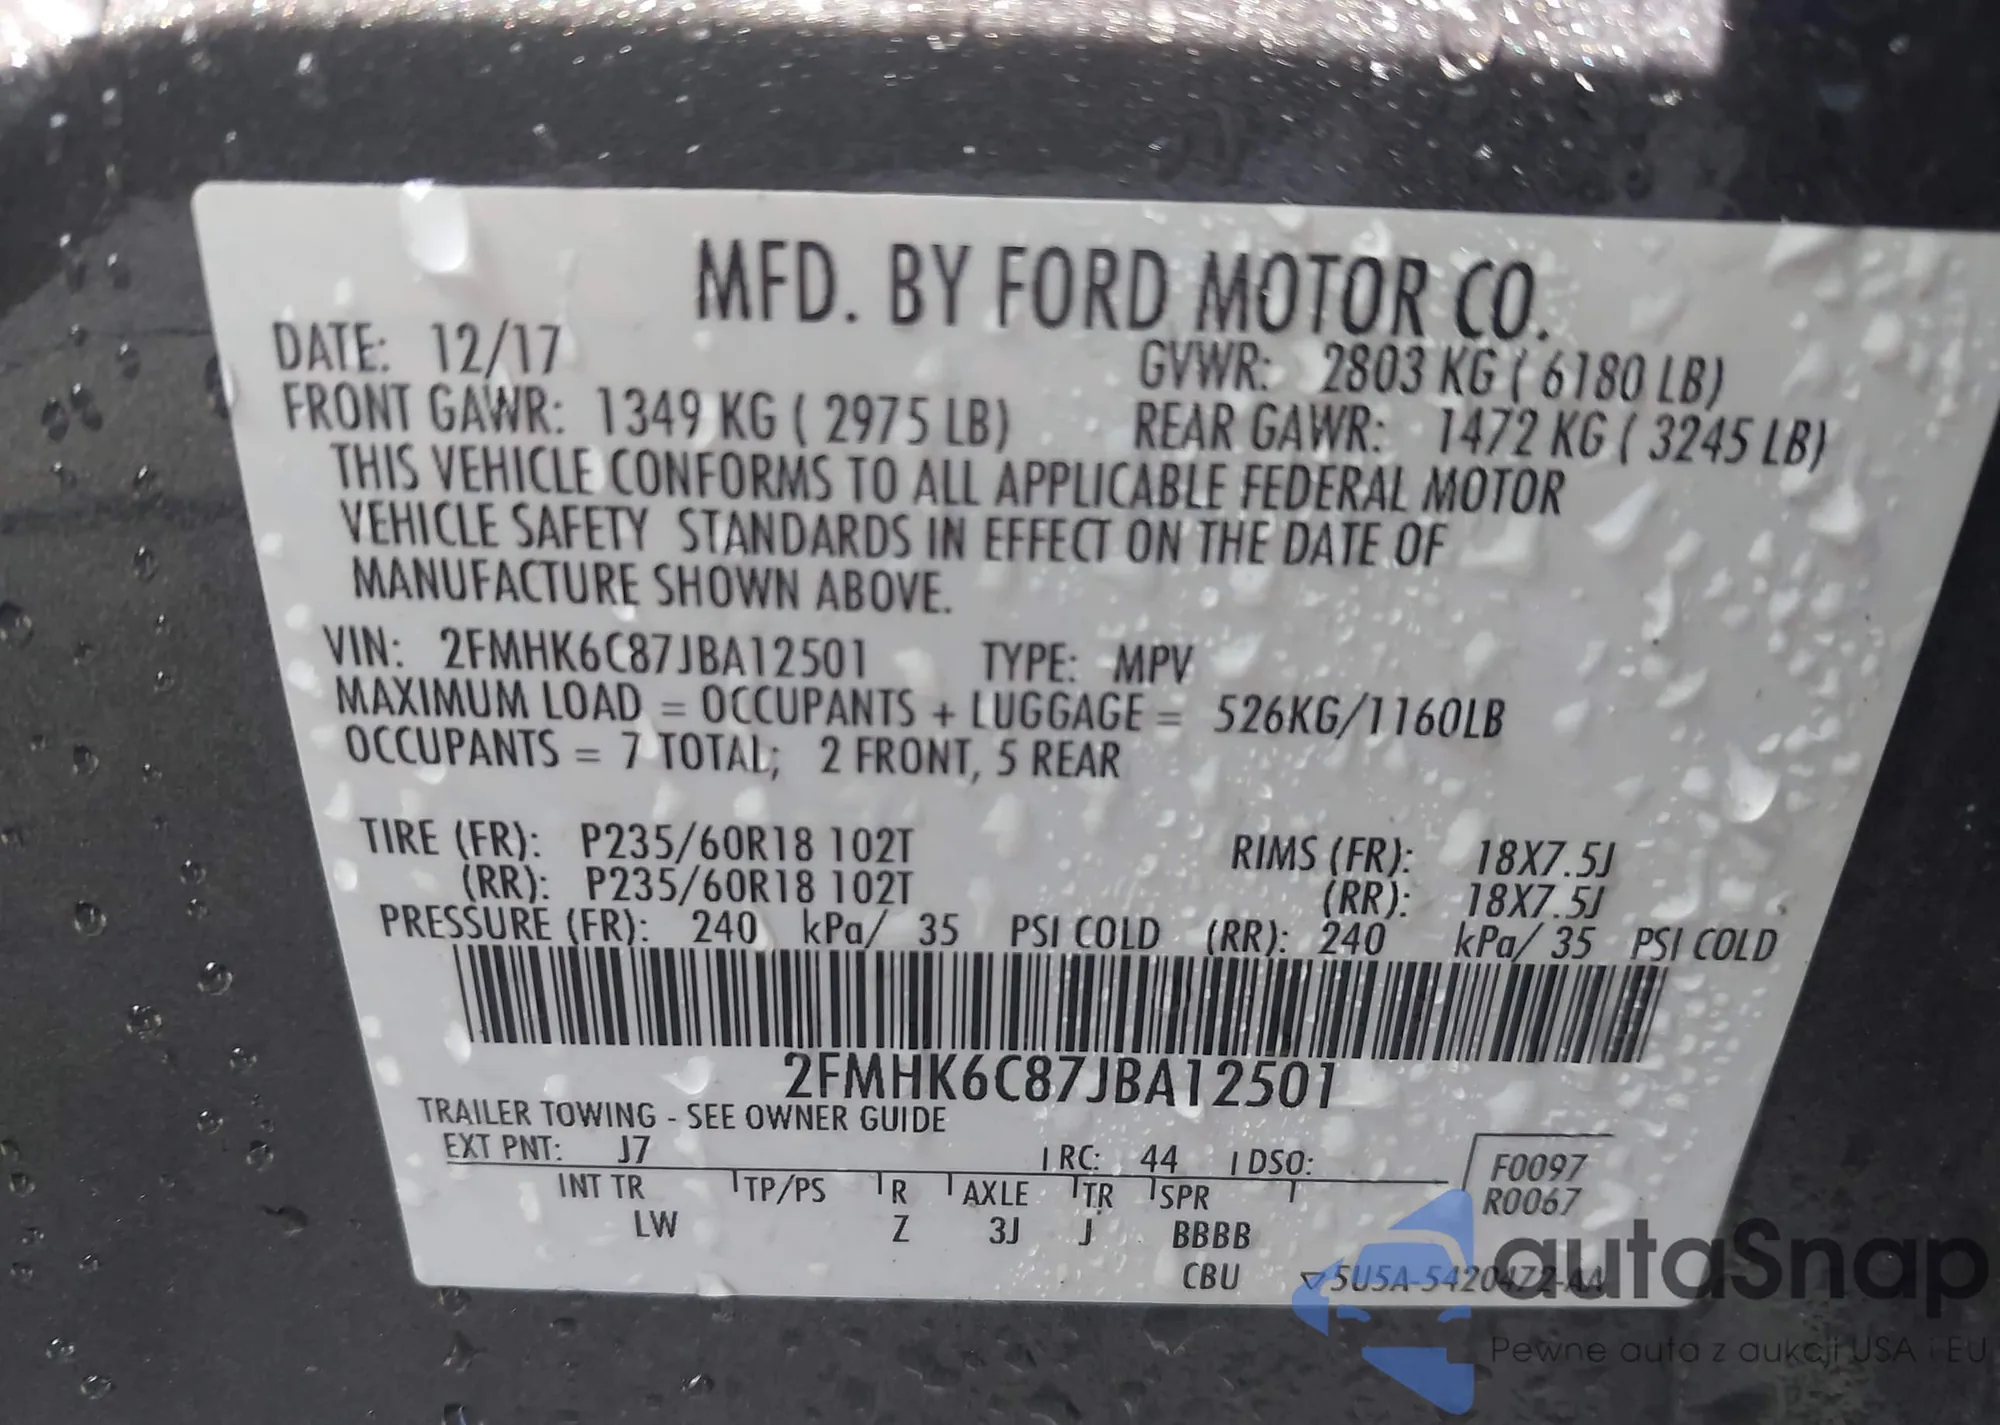 MFD. BY FORD MOTOR CO.
DATE: 12/17 GVWR: 2803 KG ( 6180 LB)
FRONT GAWR: 1349 KG ( 2975 LB) REAR GAWR: 1472 KG ( 3245 LB)
THIS VEHICLE CONFORMS TO ALL APPLICABLE FEDERAL MOTOR
VEHICLE SAFETY STANDARDS IN EFFECT ON THE DATE OF
MANUFACTURE SHOWN ABOVE.
VIN: 2FMHK6C87JBA12501 TYPE: MPV
MAXIMUM LOAD = OCCUPANTS + LUGGAGE = 526KG/1160LB
OCCUPANTS = 7 TOTAL; 2 FRONT, 5 REAR
TIRE (FR): P235/60R18 102T RIMS (FR): 18X7.5J
(RR): P235/60R18 102T (RR): 18X7.5J
PRESSURE (FR): 240 kPa/ 35 PSI COLD (RR): 240 kPa/ 35 PSI COLD
2FMHK6C87JBA12501
TRAILER TOWING - SEE OWNER GUIDE
EXT PNT: J7 RC: 44 DSO: F0097
INT TR TP/PS R AXLE TR SPR R0067
LW Z 3J J BBBB
CBU 5U5A-5420472-AA
autaSnap
Pewne auta z aukcji USA i EU